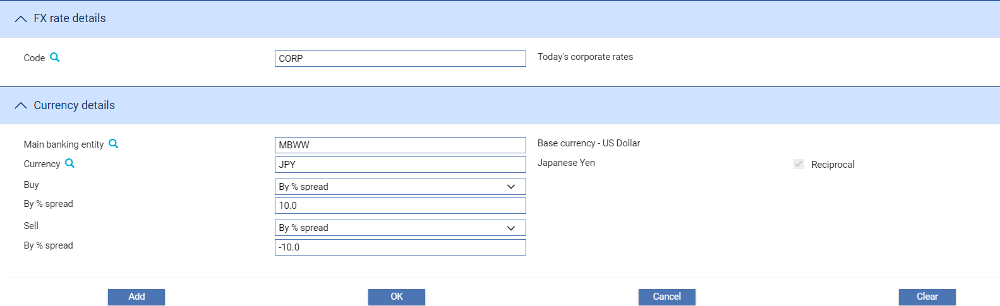 FX rate details
Code CORP Today's corporate rates
Currency details
Main banking entity MBWW Base currency - US Dollar
Currency JPY Japanese Yen Reciprocal
Buy By % spread
By % spread 10.0
Sell By % spread
By % spread -10.0
Add OK Cancel Clear